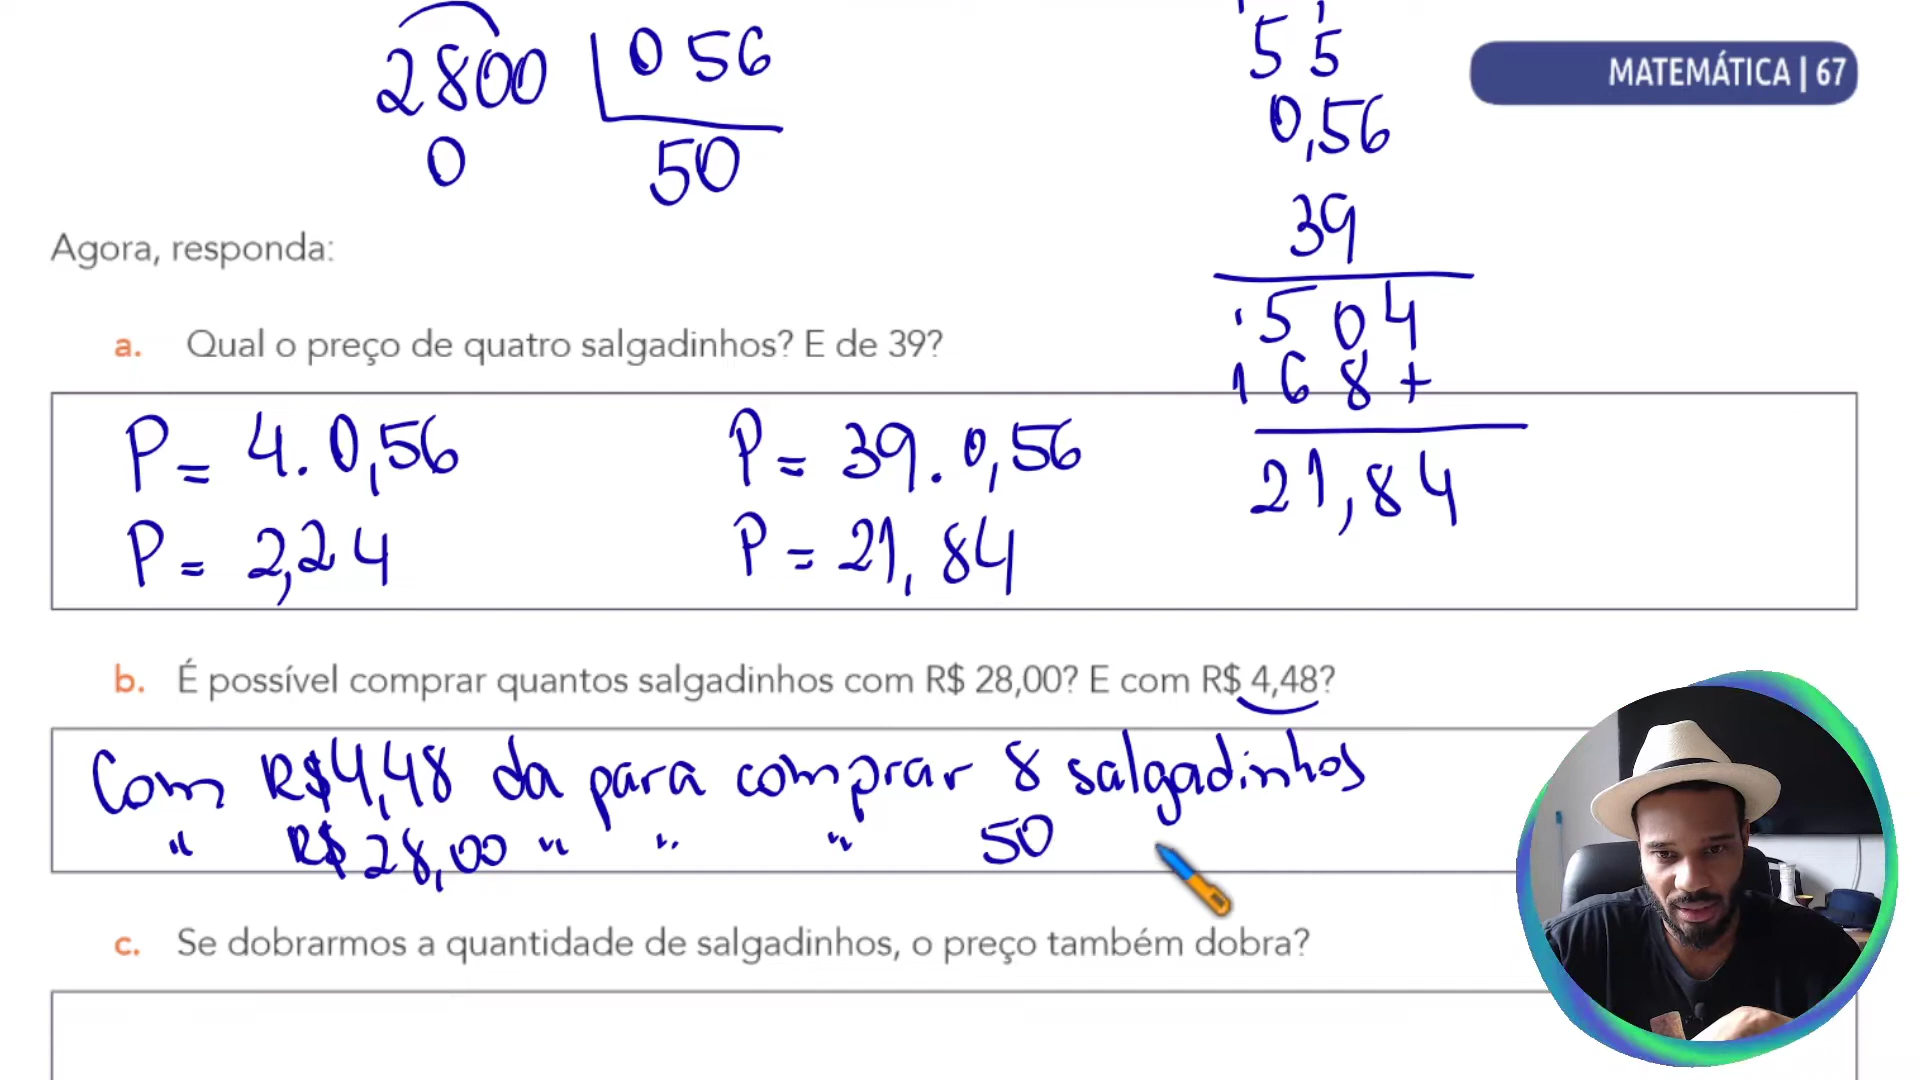 2800 056
0 50
5 5
0,56
39
1504
168+
21,84
MATEMÁTICA | 67
Agora, responda:
a. Qual o preço de quatro salgadinhos? E de 39?
P = 4. 0,56
P = 2,24
P = 39. 0,56
P = 21,84
b. É possível comprar quantos salgadinhos com R$ 28,00? E com R$ 4,48?
Com R$4,48 da para comprar 8 salgadinhos
" R$28,00 " " " 50
c. Se dobrarmos a quantidade de salgadinhos, o preço também dobra?